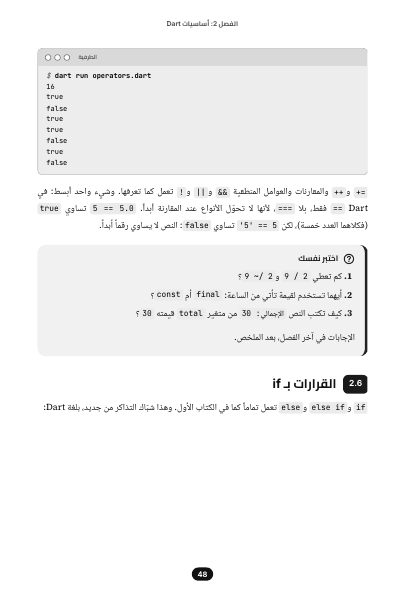 الفصل 2: أساسيات Dart
الطرفية
$ dart run operators.dart
16
true
false
true
true
false
true
false
+= و ++ والمقارنات والعوامل المنطقية && و || و ! تعمل كما تعرفها. وشيء واحد أبسط: في
Dart == فقط، بلا ===، لأنها لا تحوّل الأنواع عند المقارنة أبداً. 5 == 5.0 تساوي true
(فكلاهما العدد خمسة)، لكن '5' == 5 تساوي false : النص لا يساوي رقماً أبداً.
اختبر نفسك
1. كم تعطي 9 / 2 و 9 ~/ 2 ؟
2. أيهما تستخدم لقيمة تأتي من الساعة: final أم const ؟
3. كيف تكتب النص الإجمالي: 30 من متغير total قيمته 30 ؟
الإجابات في آخر الفصل، بعد الملخص.
2.6 القرارات بـ if
if و else if و else تعمل تماماً كما في الكتاب الأول. وهذا شبّاك التذاكر من جديد، بلغة Dart:
48